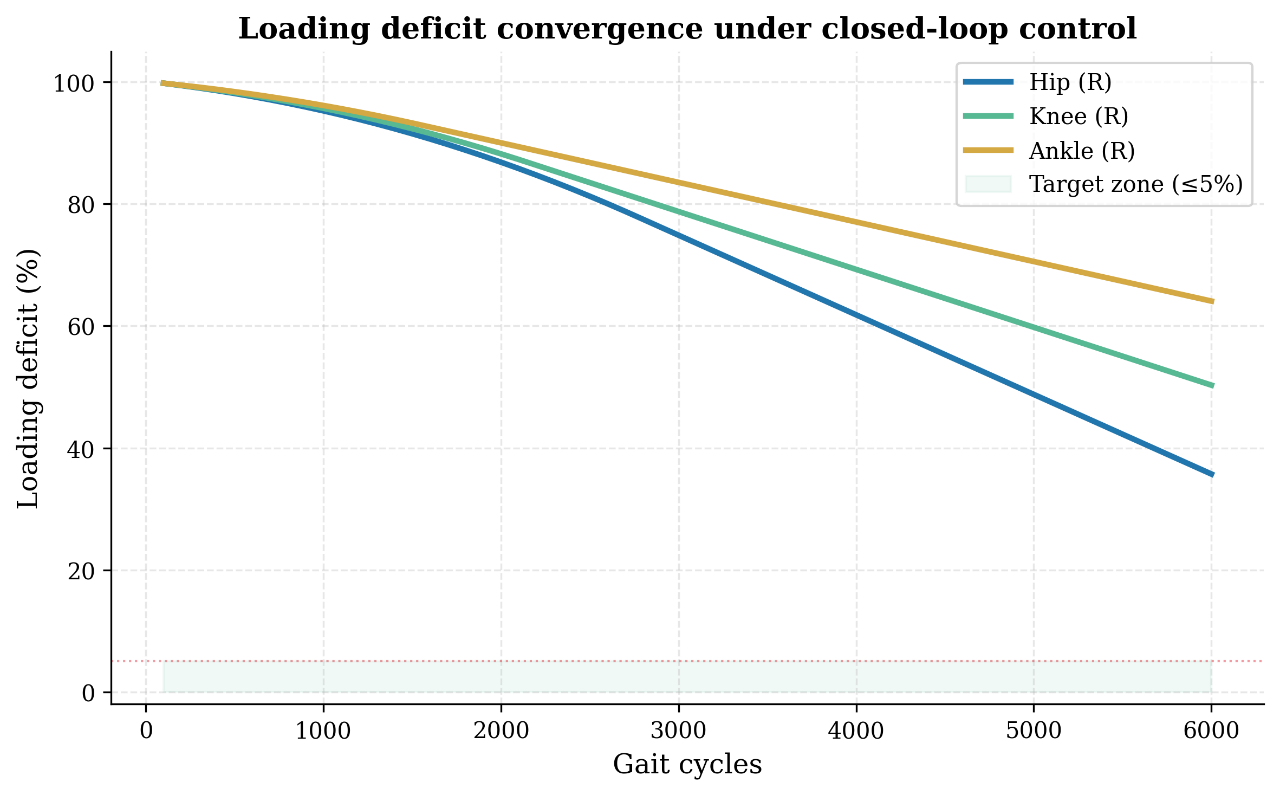 Loading deficit convergence under closed-loop control
Hip (R)
Knee (R)
Ankle (R)
Target zone (≤5%)
Loading deficit (%)
100
80
60
40
20
0
0 1000 2000 3000 4000 5000 6000
Gait cycles